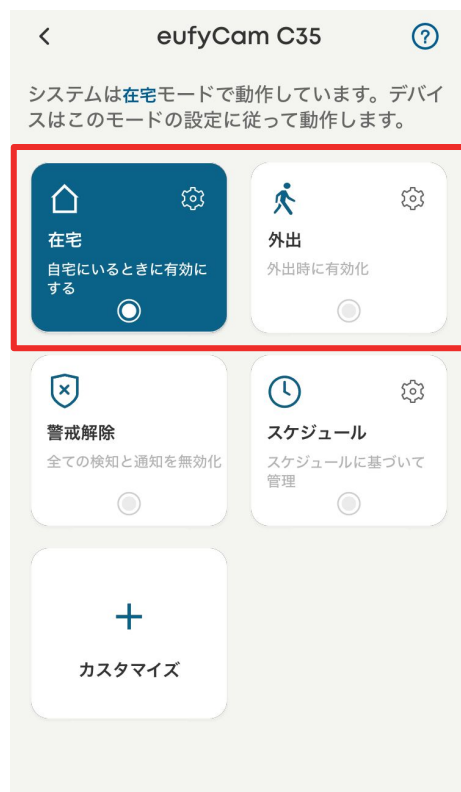 eufyCam C35
?
システムは在宅モードで動作しています。デバイ
スはこのモードの設定に従って動作します。
在宅
自宅にいるときに有効に
する
外出
外出時に有効化
警戒解除
全ての検知と通知を無効化
スケジュール
スケジュールに基づいて
管理
カスタマイズ